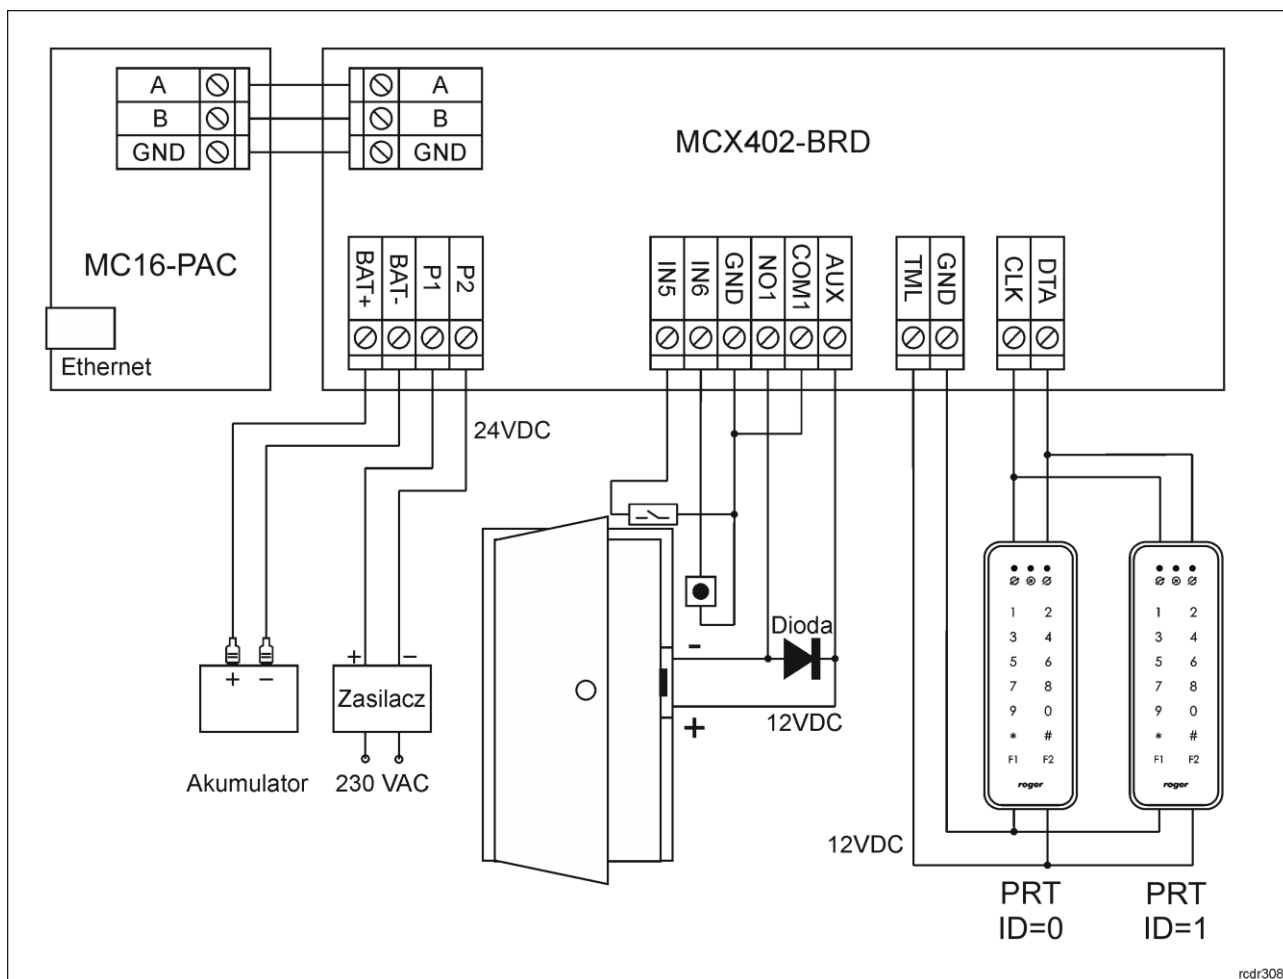 A
B
GND
A
B
GND
MCX402-BRD
MC16-PAC
Ethernet
BAT+
BAT-
P1
P2
IN5
IN6
GND
NO1
COM1
AUX
TML
GND
CLK
DTA
24VDC
Dioda
-
+
12VDC
+ -
Akumulator
+ -
Zasilacz
230 VAC
1 2
3 4
5 6
7 8
9 0
* #
F1 F2
roger
1 2
3 4
5 6
7 8
9 0
* #
F1 F2
roger
12VDC
PRT
ID=0
PRT
ID=1
rcdr308